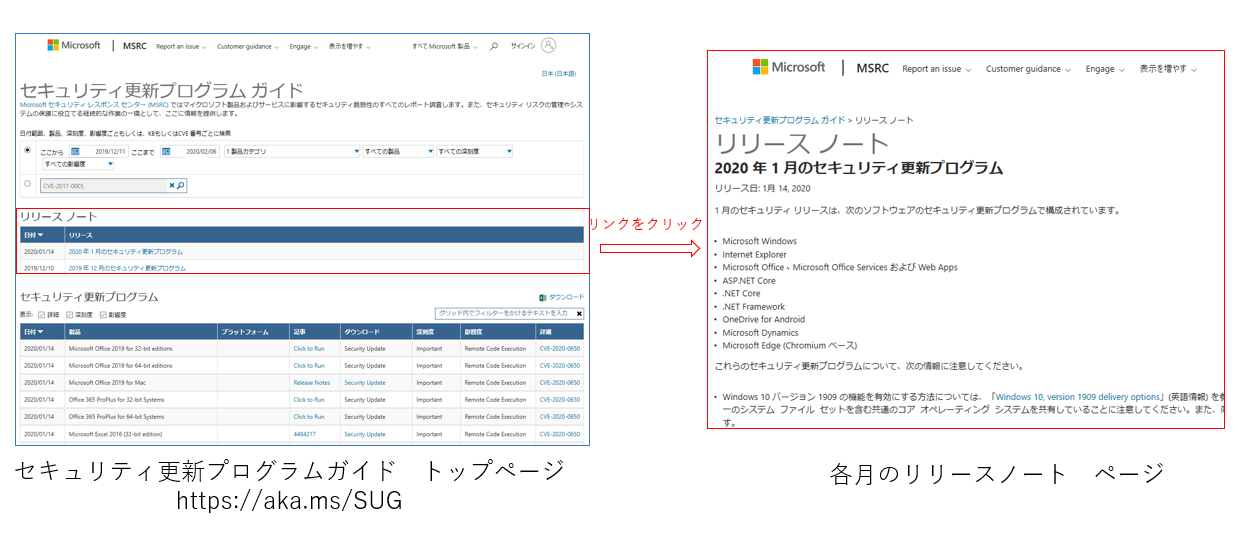 Microsoft | MSRC Report an issue Customer guidance Engage 表示を増やす すべて Microsoft 製品 サインイン
日本 (日本語)
セキュリティ更新プログラム ガイド
Microsoft セキュリティ レスポンス センター (MSRC) ではマイクロソフト製品およびサービスに影響するセキュリティ脆弱性のすべてのレポート調査します。また、セキュリティ リスクの管理やシステムの保護に役立てる継続的な作業の一環として、ここに情報を提供します。
日付範囲、製品、深刻度、影響度ごともしくは、KBもしくはCVE 番号ごとに検索
ここから 2019/12/11 ここまで 2020/02/06 1 製品カテゴリ すべての製品 すべての深刻度
すべての影響度
CVE-2017-0005
リリース ノート
日付 リリース
2020/01/14 2020 年 1 月のセキュリティ更新プログラム
2019/12/10 2019 年 12 月のセキュリティ更新プログラム
セキュリティ更新プログラム
ダウンロード
表示: 詳細 深刻度 影響度 グリッド内でフィルターをかけるテキストを入力
日付 製品 プラットフォーム 記事 ダウンロード 深刻度 影響度 詳細
2020/01/14 Microsoft Office 2019 for 32-bit editions Click to Run Security Update Important Remote Code Execution CVE-2020-0650
2020/01/14 Microsoft Office 2019 for 64-bit editions Click to Run Security Update Important Remote Code Execution CVE-2020-0650
2020/01/14 Microsoft Office 2019 for Mac Release Notes Security Update Important Remote Code Execution CVE-2020-0650
2020/01/14 Office 365 ProPlus for 32-bit Systems Click to Run Security Update Important Remote Code Execution CVE-2020-0650
2020/01/14 Office 365 ProPlus for 64-bit Systems Click to Run Security Update Important Remote Code Execution CVE-2020-0650
2020/01/14 Microsoft Excel 2016 (32-bit edition) 4484217 Security Update Important Remote Code Execution CVE-2020-0650
セキュリティ更新プログラムガイド トップページ
https://aka.ms/SUG
リンクをクリック
Microsoft | MSRC Report an issue Customer guidance Engage 表示を増やす
セキュリティ更新プログラム ガイド > リリース ノート
リリース ノート
2020 年 1 月のセキュリティ更新プログラム
リリース日: 1月 14, 2020
1 月のセキュリティ リリースは、次のソフトウェアのセキュリティ更新プログラムで構成されています。
• Microsoft Windows
• Internet Explorer
• Microsoft Office、Microsoft Office Services および Web Apps
• ASP.NET Core
• .NET Core
• .NET Framework
• OneDrive for Android
• Microsoft Dynamics
• Microsoft Edge (Chromium ベース)
これらのセキュリティ更新プログラムについて、次の情報に注意してください。
• Windows 10 バージョン 1909 の機能を有効にする方法については、「Windows 10, version 1909 delivery options」(英語情報) を参
ーのシステム ファイル セットを含む共通のコア オペレーティング システムを共有していることに注意してください。また、同
す。
各月のリリースノート ページ